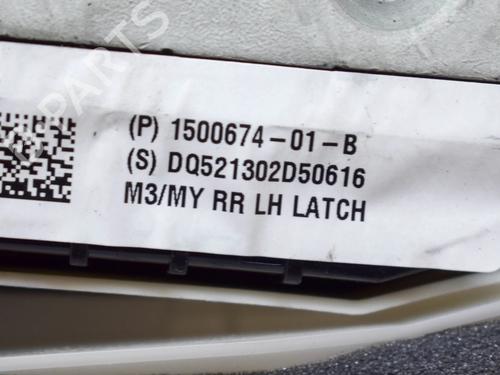 (P) 1500674-01-B
(S) DQ521302D50616
M3/MY RR LH LATCH